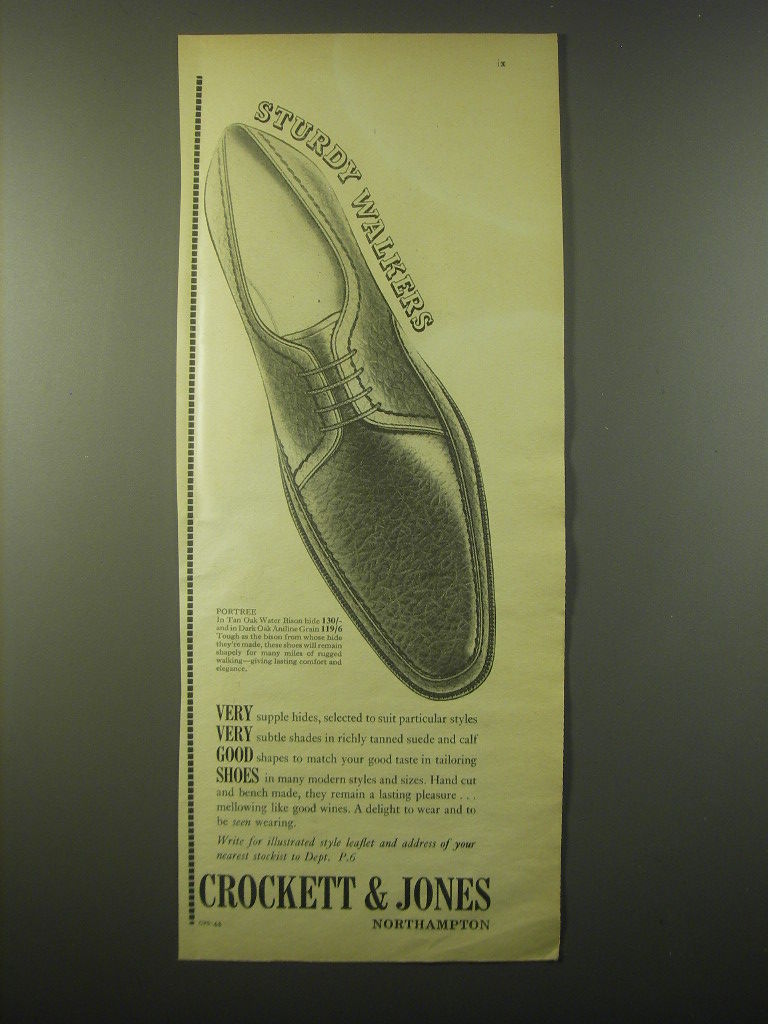 ix
STURDY WALKERS
PORTREE
In Tan Oak Water Bison hide 130/-
and in Dark Oak Aniline Grain 119/6
Tough as the bison from whose hide
they're made, these shoes will remain
shapely for many miles of rugged
walking—giving lasting comfort and
elegance.
VERY supple hides, selected to suit particular styles
VERY subtle shades in richly tanned suede and calf
GOOD shapes to match your good taste in tailoring
SHOES in many modern styles and sizes. Hand cut
and bench made, they remain a lasting pleasure . . .
mellowing like good wines. A delight to wear and to
be seen wearing.
Write for illustrated style leaflet and address of your
nearest stockist to Dept. P.6
CROCKETT & JONES
NORTHAMPTON